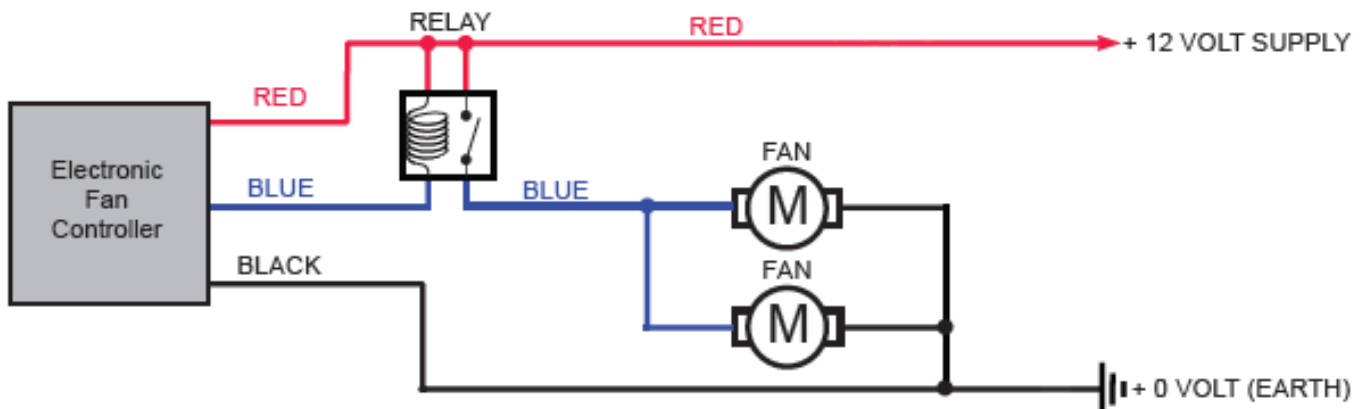 RELAY
RED
+ 12 VOLT SUPPLY
RED
Electronic
Fan
Controller
BLUE
BLUE
FAN
M
BLACK
FAN
M
+ 0 VOLT (EARTH)